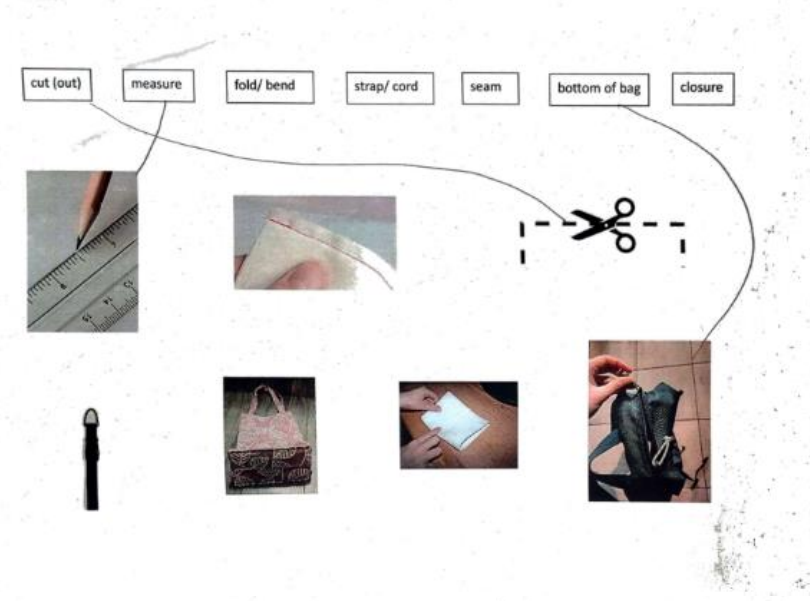 cut (out) measure fold/ bend strap/ cord seam bottom of bag closure